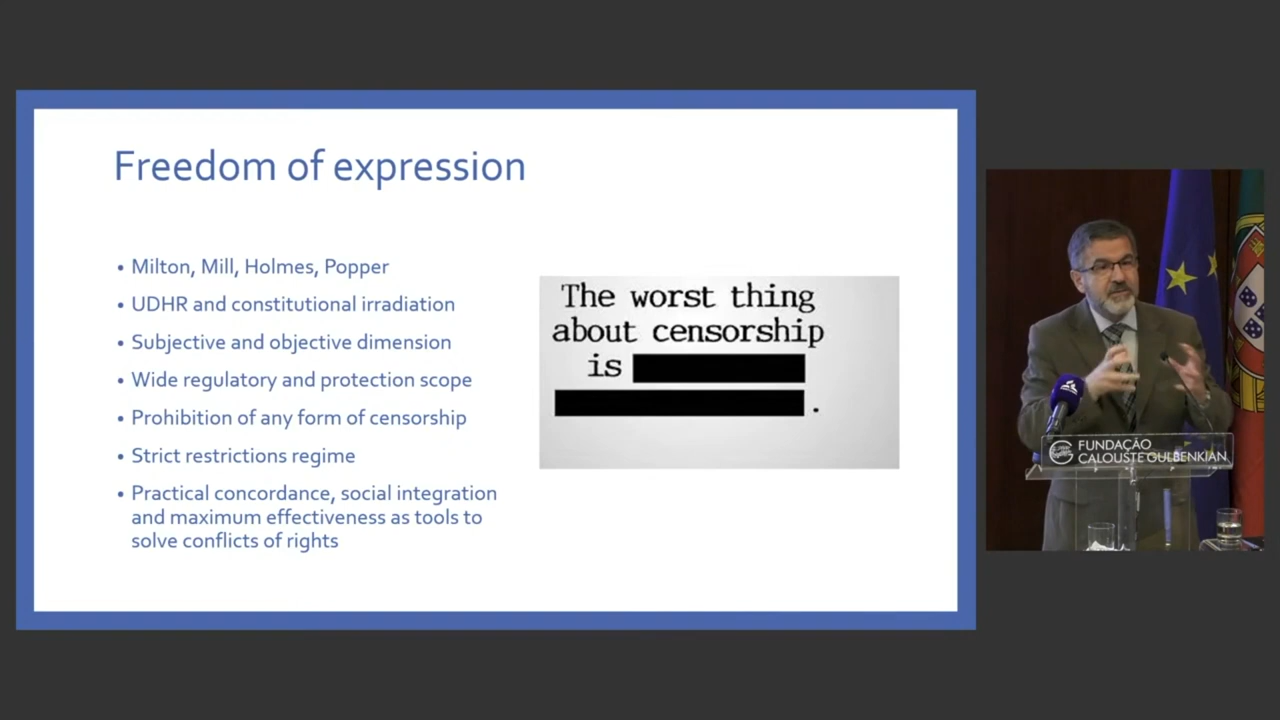 Freedom of expression
• Milton, Mill, Holmes, Popper
• UDHR and constitutional irradiation
• Subjective and objective dimension
• Wide regulatory and protection scope
• Prohibition of any form of censorship
• Strict restrictions regime
• Practical concordance, social integration
and maximum effectiveness as tools to
solve conflicts of rights
The worst thing
about censorship
is
.
FUNDAÇÃO
CALOUSTE GULBENKIAN